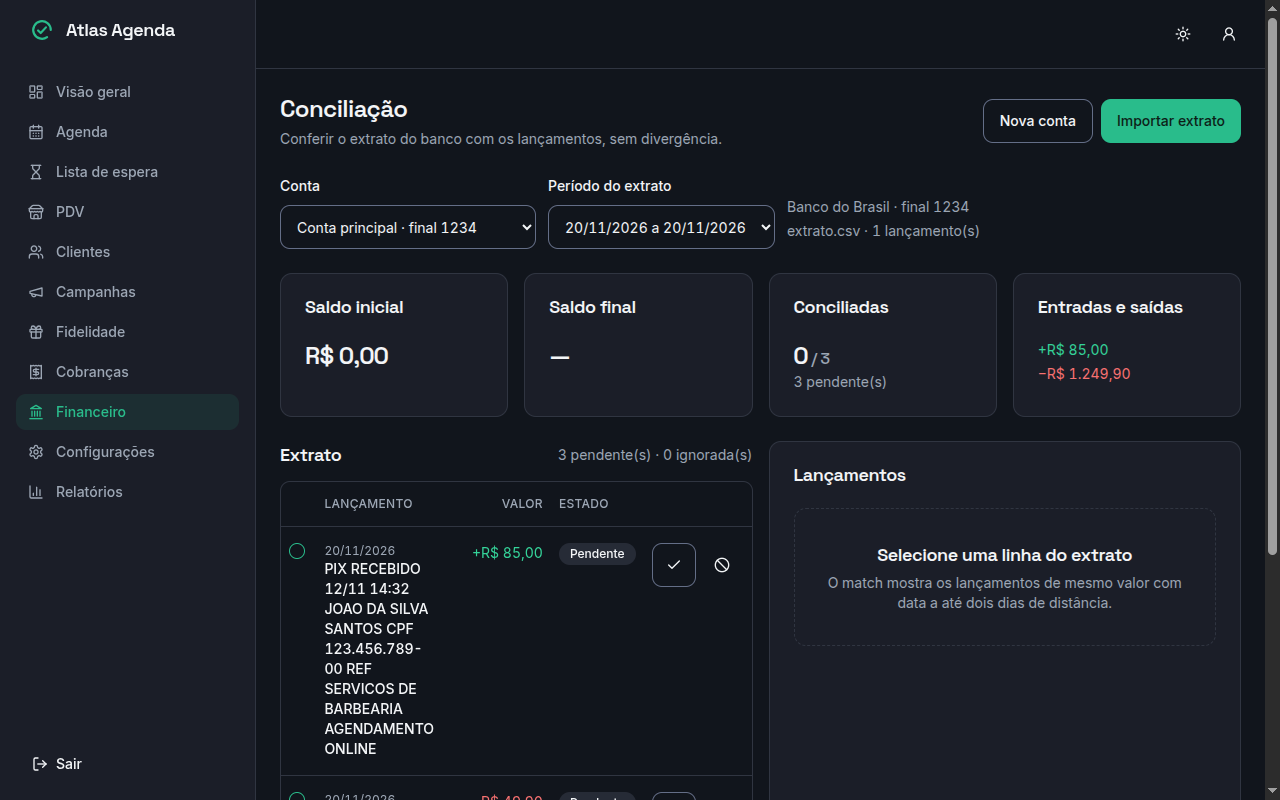 Atlas Agenda
Visão geral
Agenda
Lista de espera
PDV
Clientes
Campanhas
Fidelidade
Cobranças
Financeiro
Configurações
Relatórios
Sair
Conciliação
Conferir o extrato do banco com os lançamentos, sem divergência.
Nova conta
Importar extrato
Conta
Conta principal · final 1234
Período do extrato
20/11/2026 a 20/11/2026
Banco do Brasil · final 1234
extrato.csv · 1 lançamento(s)
Saldo inicial
R$ 0,00
Saldo final
—
Conciliadas
0 / 3
3 pendente(s)
Entradas e saídas
+R$ 85,00
−R$ 1.249,90
Extrato
3 pendente(s) · 0 ignorada(s)
LANÇAMENTO VALOR ESTADO
20/11/2026
PIX RECEBIDO
12/11 14:32
JOAO DA SILVA
SANTOS CPF
123.456.789-
00 REF
SERVICOS DE
BARBEARIA
AGENDAMENTO
ONLINE
+R$ 85,00
Pendente
20/11/2026
Lançamentos
Selecione uma linha do extrato
O match mostra os lançamentos de mesmo valor com
data a até dois dias de distância.